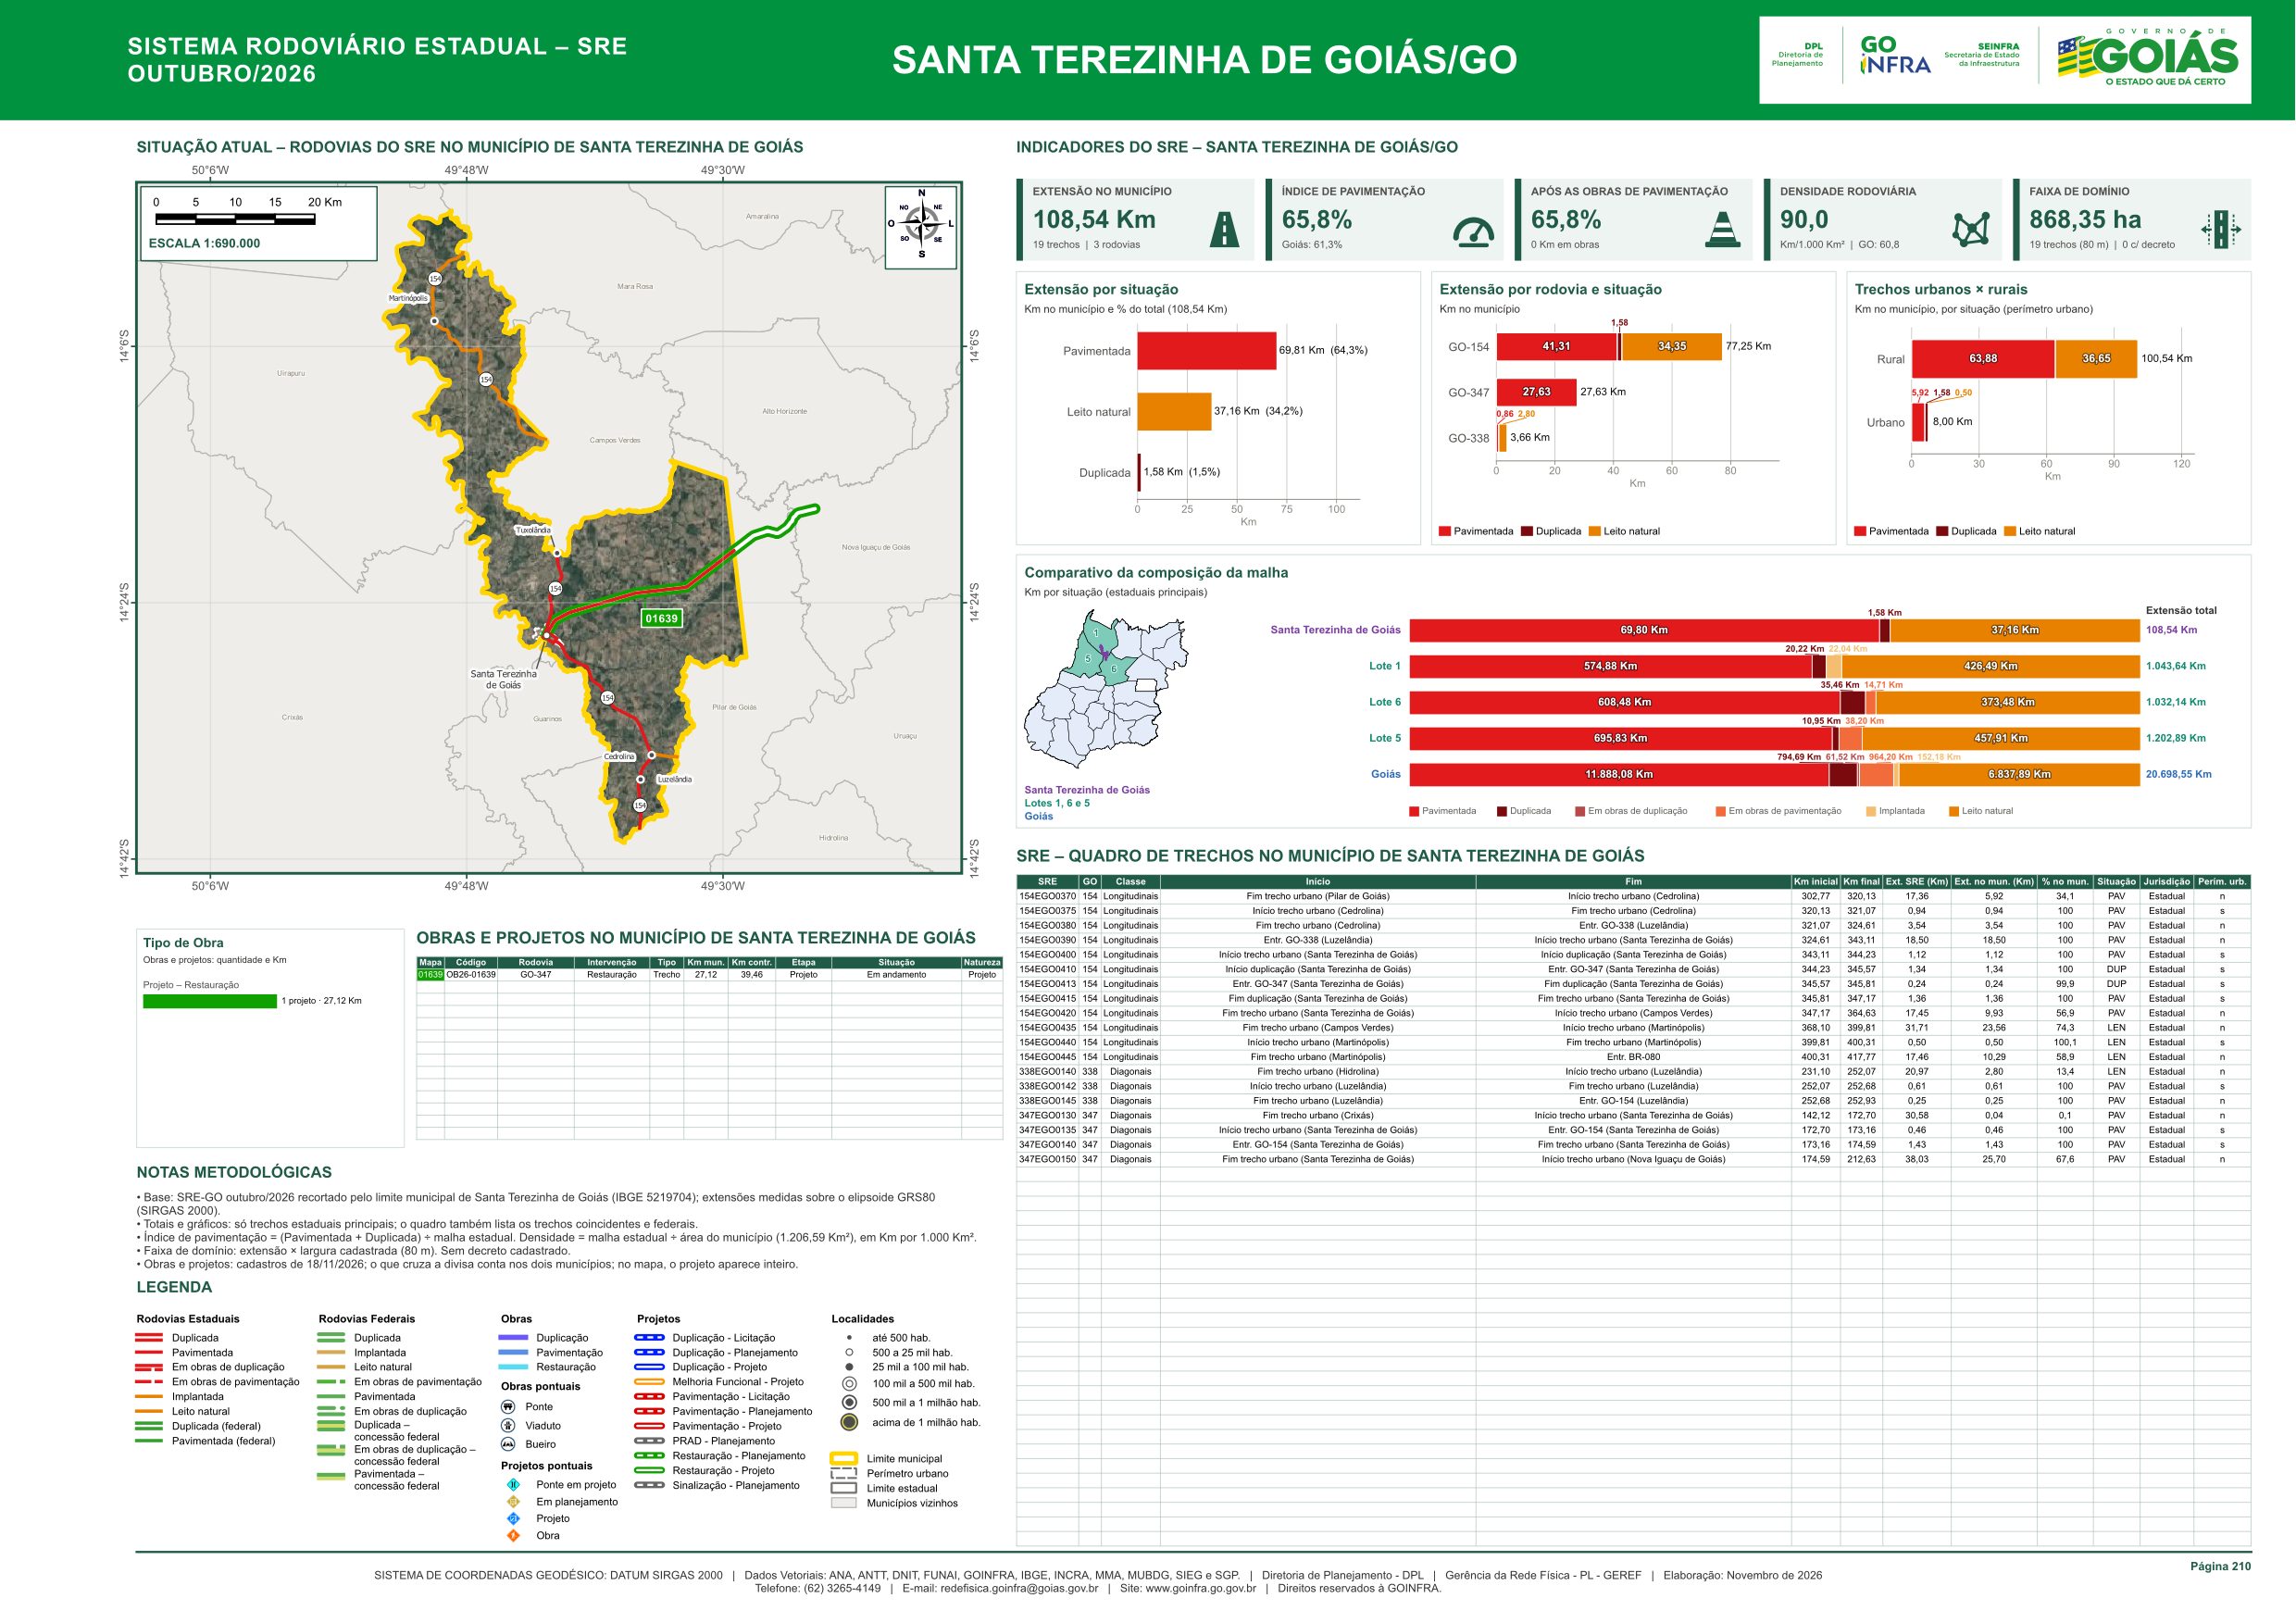 SISTEMA RODOVIÁRIO ESTADUAL – SRE
OUTUBRO/2026
SANTA TEREZINHA DE GOIÁS/GO
DPL
Diretoria de
Planejamento
GO
iNFRA
SEINFRA
Secretaria de Estado
da Infraestrutura
GOVERNO DE
GOIÁS
O ESTADO QUE DÁ CERTO
SITUAÇÃO ATUAL – RODOVIAS DO SRE NO MUNICÍPIO DE SANTA TEREZINHA DE GOIÁS
50°6'W 49°48'W 49°30'W
0 5 10 15 20 Km
ESCALA 1:690.000
N
NO NE
O L
SO SE
S
14°6'S 14°6'S
14°24'S 14°24'S
14°42'S 14°42'S
Amaralina
Mara Rosa
154
Martinópolis
Uirapuru
154
Alto Horizonte
Campos Verdes
Tuxolândia
Nova Iguaçu de Goiás
154
01639
Santa Terezinha
de Goiás
154
Pilar de Goiás
Crixás
Guarinos
Uruaçu
Cedrolina
Luzelândia
154
Hidrolina
50°6'W 49°48'W 49°30'W
Tipo de Obra
Obras e projetos: quantidade e Km
Projeto – Restauração
1 projeto · 27,12 Km
OBRAS E PROJETOS NO MUNICÍPIO DE SANTA TEREZINHA DE GOIÁS
Mapa Código Rodovia Intervenção Tipo Km mun. Km contr. Etapa Situação Natureza
01639 OB26-01639 GO-347 Restauração Trecho 27,12 39,46 Projeto Em andamento Projeto
NOTAS METODOLÓGICAS
• Base: SRE-GO outubro/2026 recortado pelo limite municipal de Santa Terezinha de Goiás (IBGE 5219704); extensões medidas sobre o elipsoide GRS80
(SIRGAS 2000).
• Totais e gráficos: só trechos estaduais principais; o quadro também lista os trechos coincidentes e federais.
• Índice de pavimentação = (Pavimentada + Duplicada) ÷ malha estadual. Densidade = malha estadual ÷ área do município (1.206,59 Km²), em Km por 1.000 Km².
• Faixa de domínio: extensão × largura cadastrada (80 m). Sem decreto cadastrado.
• Obras e projetos: cadastros de 18/11/2026; o que cruza a divisa conta nos dois municípios; no mapa, o projeto aparece inteiro.
LEGENDA
Rodovias Estaduais
Duplicada
Pavimentada
Em obras de duplicação
Em obras de pavimentação
Implantada
Leito natural
Duplicada (federal)
Pavimentada (federal)
Rodovias Federais
Duplicada
Implantada
Leito natural
Em obras de pavimentação
Pavimentada
Em obras de duplicação
Duplicada –
concessão federal
Em obras de duplicação –
concessão federal
Pavimentada –
concessão federal
Obras
Duplicação
Pavimentação
Restauração
Obras pontuais
Ponte
Viaduto
Bueiro
Projetos pontuais
Ponte em projeto
Em planejamento
Projeto
Obra
Projetos
Duplicação - Licitação
Duplicação - Planejamento
Duplicação - Projeto
Melhoria Funcional - Projeto
Pavimentação - Licitação
Pavimentação - Planejamento
Pavimentação - Projeto
PRAD - Planejamento
Restauração - Planejamento
Restauração - Projeto
Sinalização - Planejamento
Localidades
até 500 hab.
500 a 25 mil hab.
25 mil a 100 mil hab.
100 mil a 500 mil hab.
500 mil a 1 milhão hab.
acima de 1 milhão hab.
Limite municipal
Perímetro urbano
Limite estadual
Municípios vizinhos
INDICADORES DO SRE – SANTA TEREZINHA DE GOIÁS/GO
EXTENSÃO NO MUNICÍPIO
108,54 Km
19 trechos | 3 rodovias
ÍNDICE DE PAVIMENTAÇÃO
65,8%
Goiás: 61,3%
APÓS AS OBRAS DE PAVIMENTAÇÃO
65,8%
0 Km em obras
DENSIDADE RODOVIÁRIA
90,0
Km/1.000 Km² | GO: 60,8
FAIXA DE DOMÍNIO
868,35 ha
19 trechos (80 m) | 0 c/ decreto
Extensão por situação
Km no município e % do total (108,54 Km)
Pavimentada 69,81 Km (64,3%)
Leito natural 37,16 Km (34,2%)
Duplicada 1,58 Km (1,5%)
0 25 50 75 100
Km
Extensão por rodovia e situação
Km no município
1,58
GO-154 41,31 34,35 77,25 Km
GO-347 27,63 27,63 Km
0,86 2,80
GO-338 3,66 Km
0 20 40 60 80
Km
Pavimentada Duplicada Leito natural
Trechos urbanos × rurais
Km no município, por situação (perímetro urbano)
Rural 63,88 36,65 100,54 Km
5,92 1,58 0,50
Urbano 8,00 Km
0 30 60 90 120
Km
Pavimentada Duplicada Leito natural
Comparativo da composição da malha
Km por situação (estaduais principais)
1
5
6
Santa Terezinha de Goiás
Lotes 1, 6 e 5
Goiás
1,58 Km Extensão total
Santa Terezinha de Goiás 69,80 Km 37,16 Km 108,54 Km
20,22 Km 22,04 Km
Lote 1 574,88 Km 426,49 Km 1.043,64 Km
35,46 Km 14,71 Km
Lote 6 608,48 Km 373,48 Km 1.032,14 Km
10,95 Km 38,20 Km
Lote 5 695,83 Km 457,91 Km 1.202,89 Km
794,69 Km 61,52 Km 964,20 Km 152,18 Km
Goiás 11.888,08 Km 6.837,89 Km 20.698,55 Km
Pavimentada Duplicada Em obras de duplicação Em obras de pavimentação Implantada Leito natural
SRE – QUADRO DE TRECHOS NO MUNICÍPIO DE SANTA TEREZINHA DE GOIÁS
SRE GO Classe Início Fim Km inicial Km final Ext. SRE (Km) Ext. no mun. (Km) % no mun. Situação Jurisdição Perím. urb.
154EGO0370 154 Longitudinais Fim trecho urbano (Pilar de Goiás) Início trecho urbano (Cedrolina) 302,77 320,13 17,36 5,92 34,1 PAV Estadual n
154EGO0375 154 Longitudinais Início trecho urbano (Cedrolina) Fim trecho urbano (Cedrolina) 320,13 321,07 0,94 0,94 100 PAV Estadual s
154EGO0380 154 Longitudinais Fim trecho urbano (Cedrolina) Entr. GO-338 (Luzelândia) 321,07 324,61 3,54 3,54 100 PAV Estadual n
154EGO0390 154 Longitudinais Entr. GO-338 (Luzelândia) Início trecho urbano (Santa Terezinha de Goiás) 324,61 343,11 18,50 18,50 100 PAV Estadual n
154EGO0400 154 Longitudinais Início trecho urbano (Santa Terezinha de Goiás) Início duplicação (Santa Terezinha de Goiás) 343,11 344,23 1,12 1,12 100 PAV Estadual s
154EGO0410 154 Longitudinais Início duplicação (Santa Terezinha de Goiás) Entr. GO-347 (Santa Terezinha de Goiás) 344,23 345,57 1,34 1,34 100 DUP Estadual s
154EGO0413 154 Longitudinais Entr. GO-347 (Santa Terezinha de Goiás) Fim duplicação (Santa Terezinha de Goiás) 345,57 345,81 0,24 0,24 99,9 DUP Estadual s
154EGO0415 154 Longitudinais Fim duplicação (Santa Terezinha de Goiás) Fim trecho urbano (Santa Terezinha de Goiás) 345,81 347,17 1,36 1,36 100 PAV Estadual s
154EGO0420 154 Longitudinais Fim trecho urbano (Santa Terezinha de Goiás) Início trecho urbano (Campos Verdes) 347,17 364,63 17,45 9,93 56,9 PAV Estadual n
154EGO0435 154 Longitudinais Fim trecho urbano (Campos Verdes) Início trecho urbano (Martinópolis) 368,10 399,81 31,71 23,56 74,3 LEN Estadual n
154EGO0440 154 Longitudinais Início trecho urbano (Martinópolis) Fim trecho urbano (Martinópolis) 399,81 400,31 0,50 0,50 100,1 LEN Estadual s
154EGO0445 154 Longitudinais Fim trecho urbano (Martinópolis) Entr. BR-080 400,31 417,77 17,46 10,29 58,9 LEN Estadual n
338EGO0140 338 Diagonais Fim trecho urbano (Hidrolina) Início trecho urbano (Luzelândia) 231,10 252,07 20,97 2,80 13,4 LEN Estadual n
338EGO0142 338 Diagonais Início trecho urbano (Luzelândia) Fim trecho urbano (Luzelândia) 252,07 252,68 0,61 0,61 100 PAV Estadual s
338EGO0145 338 Diagonais Fim trecho urbano (Luzelândia) Entr. GO-154 (Luzelândia) 252,68 252,93 0,25 0,25 100 PAV Estadual n
347EGO0130 347 Diagonais Fim trecho urbano (Crixás) Início trecho urbano (Santa Terezinha de Goiás) 142,12 172,70 30,58 0,04 0,1 PAV Estadual n
347EGO0135 347 Diagonais Início trecho urbano (Santa Terezinha de Goiás) Entr. GO-154 (Santa Terezinha de Goiás) 172,70 173,16 0,46 0,46 100 PAV Estadual s
347EGO0140 347 Diagonais Entr. GO-154 (Santa Terezinha de Goiás) Fim trecho urbano (Santa Terezinha de Goiás) 173,16 174,59 1,43 1,43 100 PAV Estadual s
347EGO0150 347 Diagonais Fim trecho urbano (Santa Terezinha de Goiás) Início trecho urbano (Nova Iguaçu de Goiás) 174,59 212,63 38,03 25,70 67,6 PAV Estadual n
Página 210
SISTEMA DE COORDENADAS GEODÉSICO: DATUM SIRGAS 2000 | Dados Vetoriais: ANA, ANTT, DNIT, FUNAI, GOINFRA, IBGE, INCRA, MMA, MUBDG, SIEG e SGP. | Diretoria de Planejamento - DPL | Gerência da Rede Física - PL - GEREF | Elaboração: Novembro de 2026
Telefone: (62) 3265-4149 | E-mail: redefisica.goinfra@goias.gov.br | Site: www.goinfra.go.gov.br | Direitos reservados à GOINFRA.